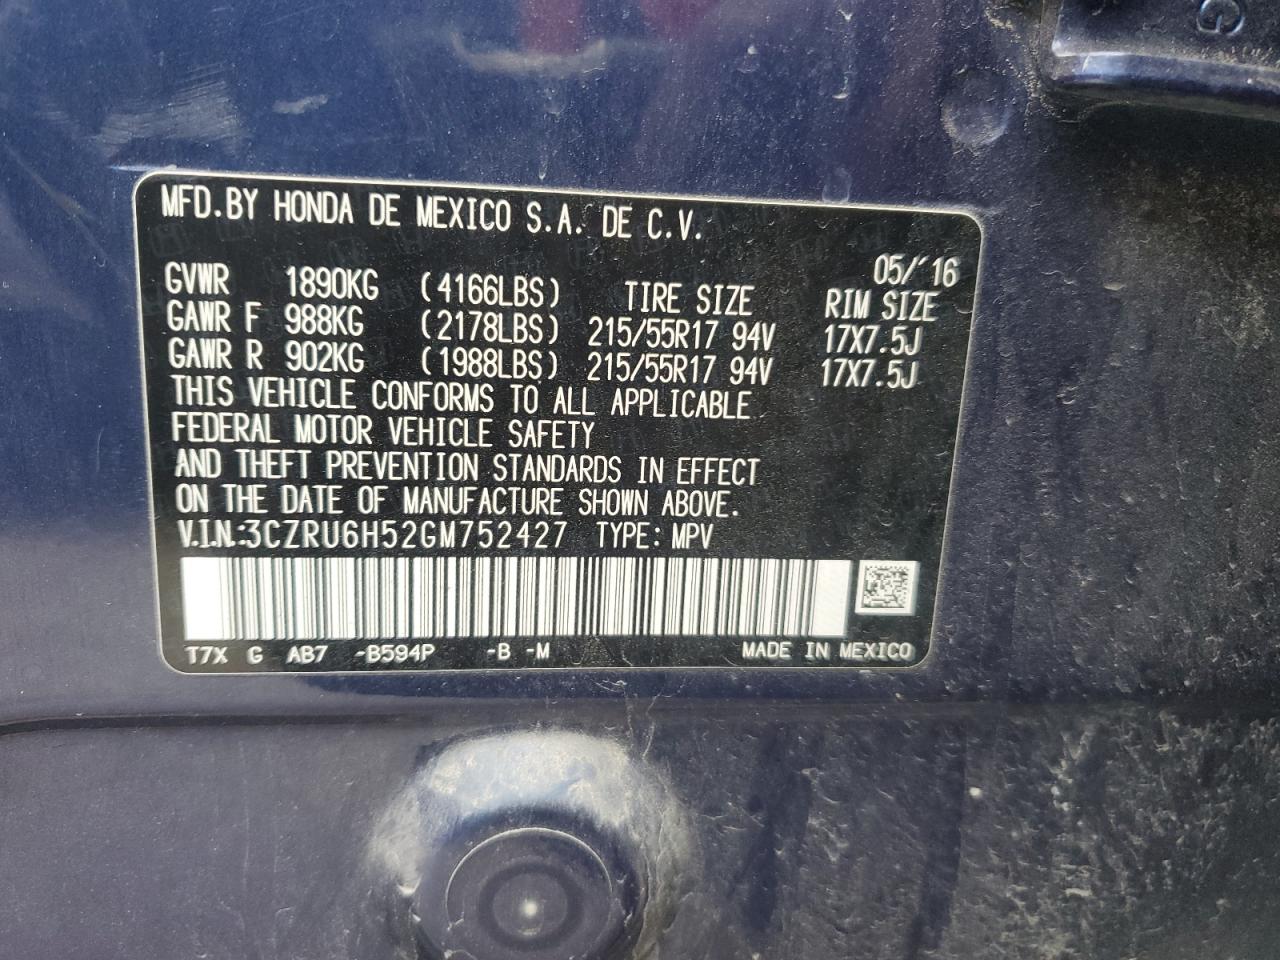 MFD.BY HONDA DE MEXICO S.A. DE C.V.
05/´16
GVWR 1890KG (4166LBS) TIRE SIZE RIM SIZE
GAWR F 988KG (2178LBS) 215/55R17 94V 17X7.5J
GAWR R 902KG (1988LBS) 215/55R17 94V 17X7.5J
THIS VEHICLE CONFORMS TO ALL APPLICABLE
FEDERAL MOTOR VEHICLE SAFETY
AND THEFT PREVENTION STANDARDS IN EFFECT
ON THE DATE OF MANUFACTURE SHOWN ABOVE.
V.I.N.:3CZRU6H52GM752427 TYPE: MPV
T7X G AB7 -B594P -B -M MADE IN MEXICO